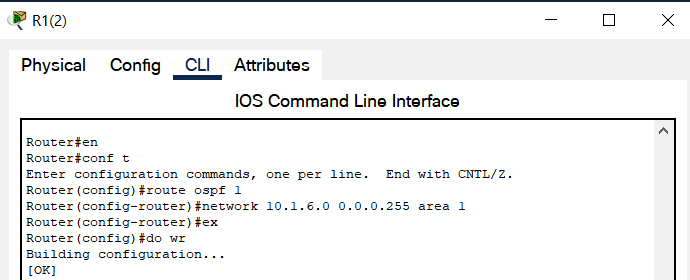 R1(2)
Physical Config CLI Attributes
IOS Command Line Interface
Router#en
Router#conf t
Enter configuration commands, one per line.  End with CNTL/Z.
Router(config)#route ospf 1
Router(config-router)#network 10.1.6.0 0.0.0.255 area 1
Router(config-router)#ex
Router(config)#do wr
Building configuration...
[OK]